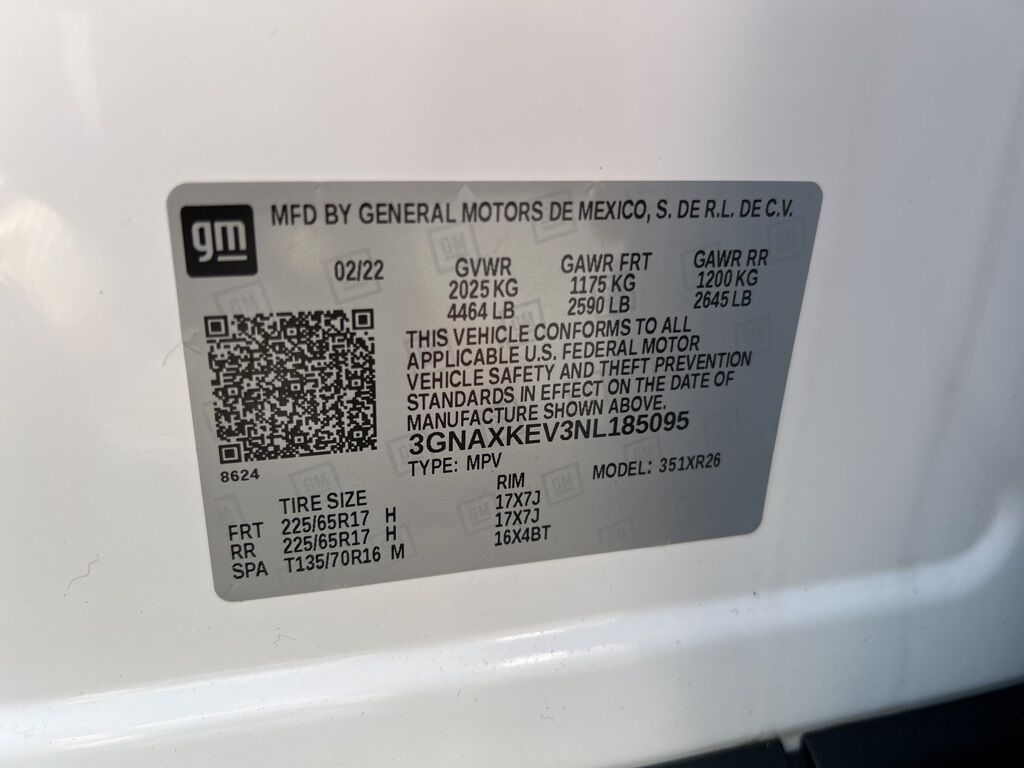 gm
MFD BY GENERAL MOTORS DE MEXICO, S. DE R.L. DE C.V.
02/22 GVWR GAWR FRT GAWR RR
2025 KG 1175 KG 1200 KG
4464 LB 2590 LB 2645 LB
THIS VEHICLE CONFORMS TO ALL
APPLICABLE U.S. FEDERAL MOTOR
VEHICLE SAFETY AND THEFT PREVENTION
STANDARDS IN EFFECT ON THE DATE OF
MANUFACTURE SHOWN ABOVE.
3GNAXKEV3NL185095
8624
TYPE: MPV MODEL: 351XR26
TIRE SIZE RIM
FRT 225/65R17 H 17X7J
RR 225/65R17 H 17X7J
SPA T135/70R16 M 16X4BT